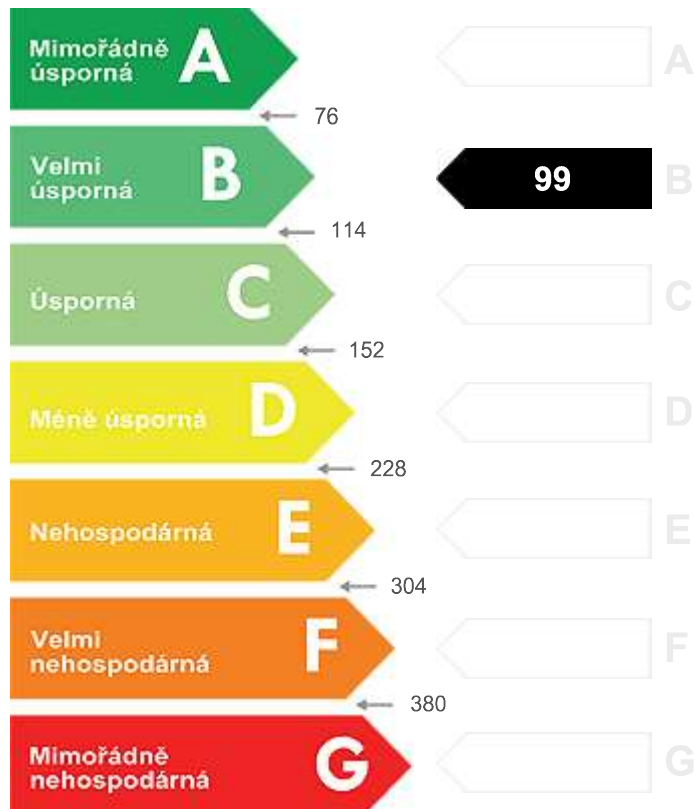 Mimořádně
úsporná
A
A
76
Velmi
úsporná
B
99
B
114
Úsporná
C
C
152
Méně úsporná
D
D
228
Nehospodárná
E
E
304
Velmi
nehospodárná
F
F
380
Mimořádně
nehospodárná
G
G